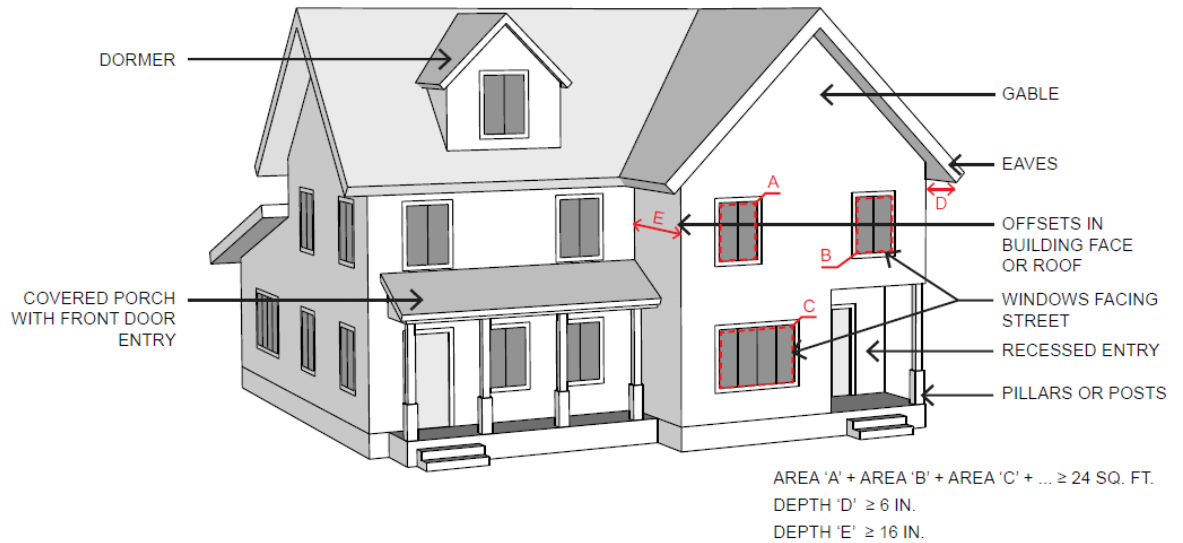 DORMER
GABLE
EAVES
A
D
E
OFFSETS IN
BUILDING FACE
OR ROOF
B
COVERED PORCH
WITH FRONT DOOR
ENTRY
WINDOWS FACING
STREET
C
RECESSED ENTRY
PILLARS OR POSTS
AREA ‘A’ + AREA ‘B’ + AREA ‘C’ + ... ≥ 24 SQ. FT.
DEPTH ‘D’ ≥ 6 IN.
DEPTH ‘E’ ≥ 16 IN.